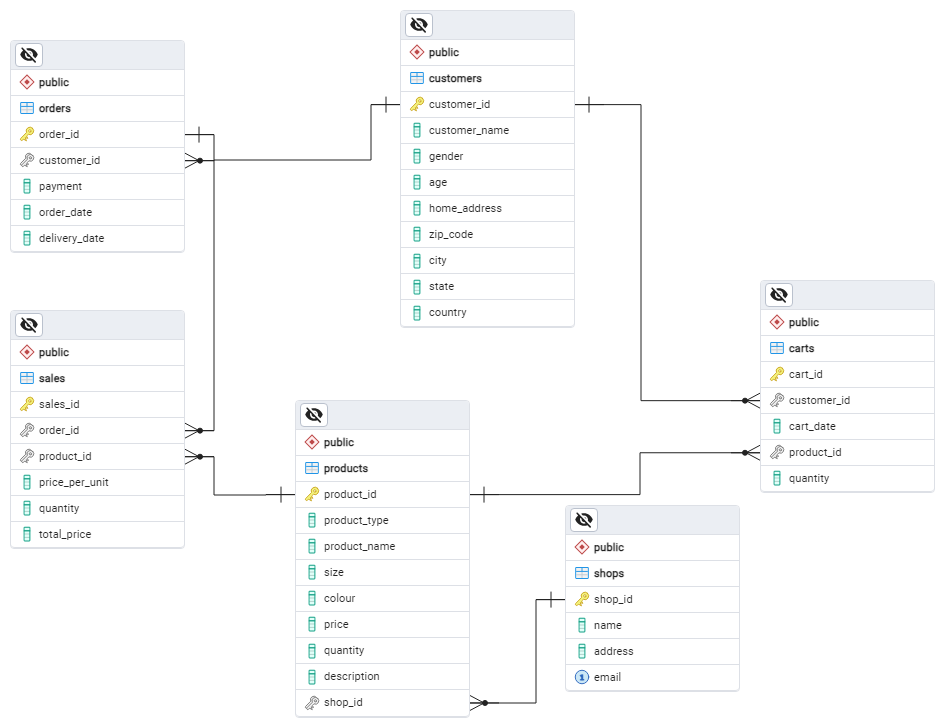 public
orders
order_id
customer_id
payment
order_date
delivery_date
public
customers
customer_id
customer_name
gender
age
home_address
zip_code
city
state
country
public
sales
sales_id
order_id
product_id
price_per_unit
quantity
total_price
public
products
product_id
product_type
product_name
size
colour
price
quantity
description
shop_id
public
carts
cart_id
customer_id
cart_date
product_id
quantity
public
shops
shop_id
name
address
1 email